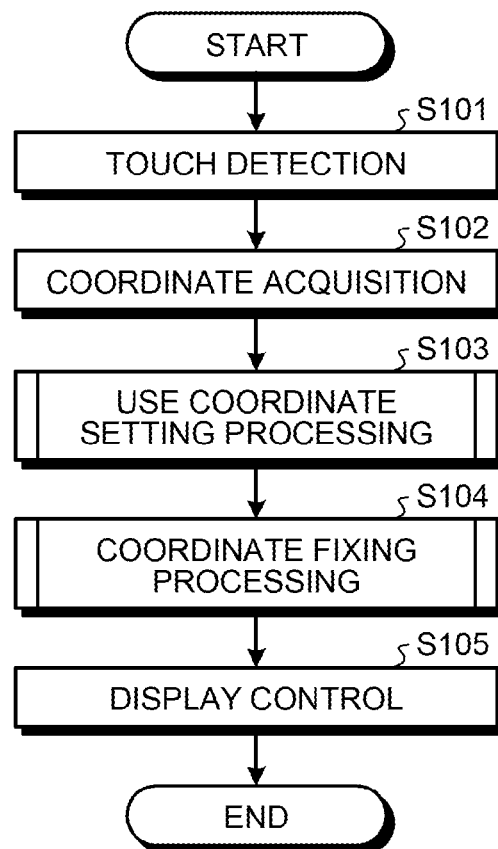 START
S101
TOUCH DETECTION
S102
COORDINATE ACQUISITION
S103
USE COORDINATE
SETTING PROCESSING
S104
COORDINATE FIXING
PROCESSING
S105
DISPLAY CONTROL
END